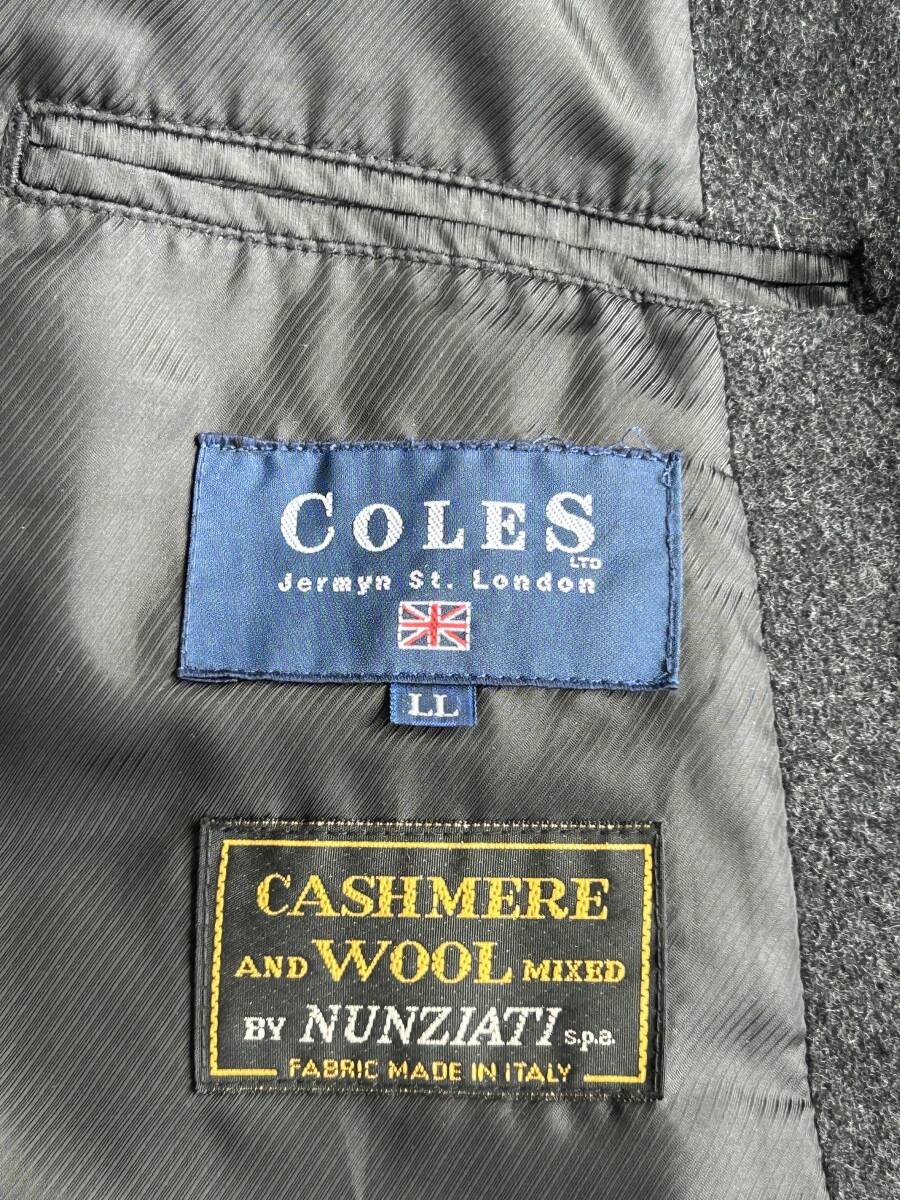 COLES
LTD
Jermyn St. London
LL
CASHMERE
AND WOOL MIXED
BY NUNZIATI s.p.a.
FABRIC MADE IN ITALY